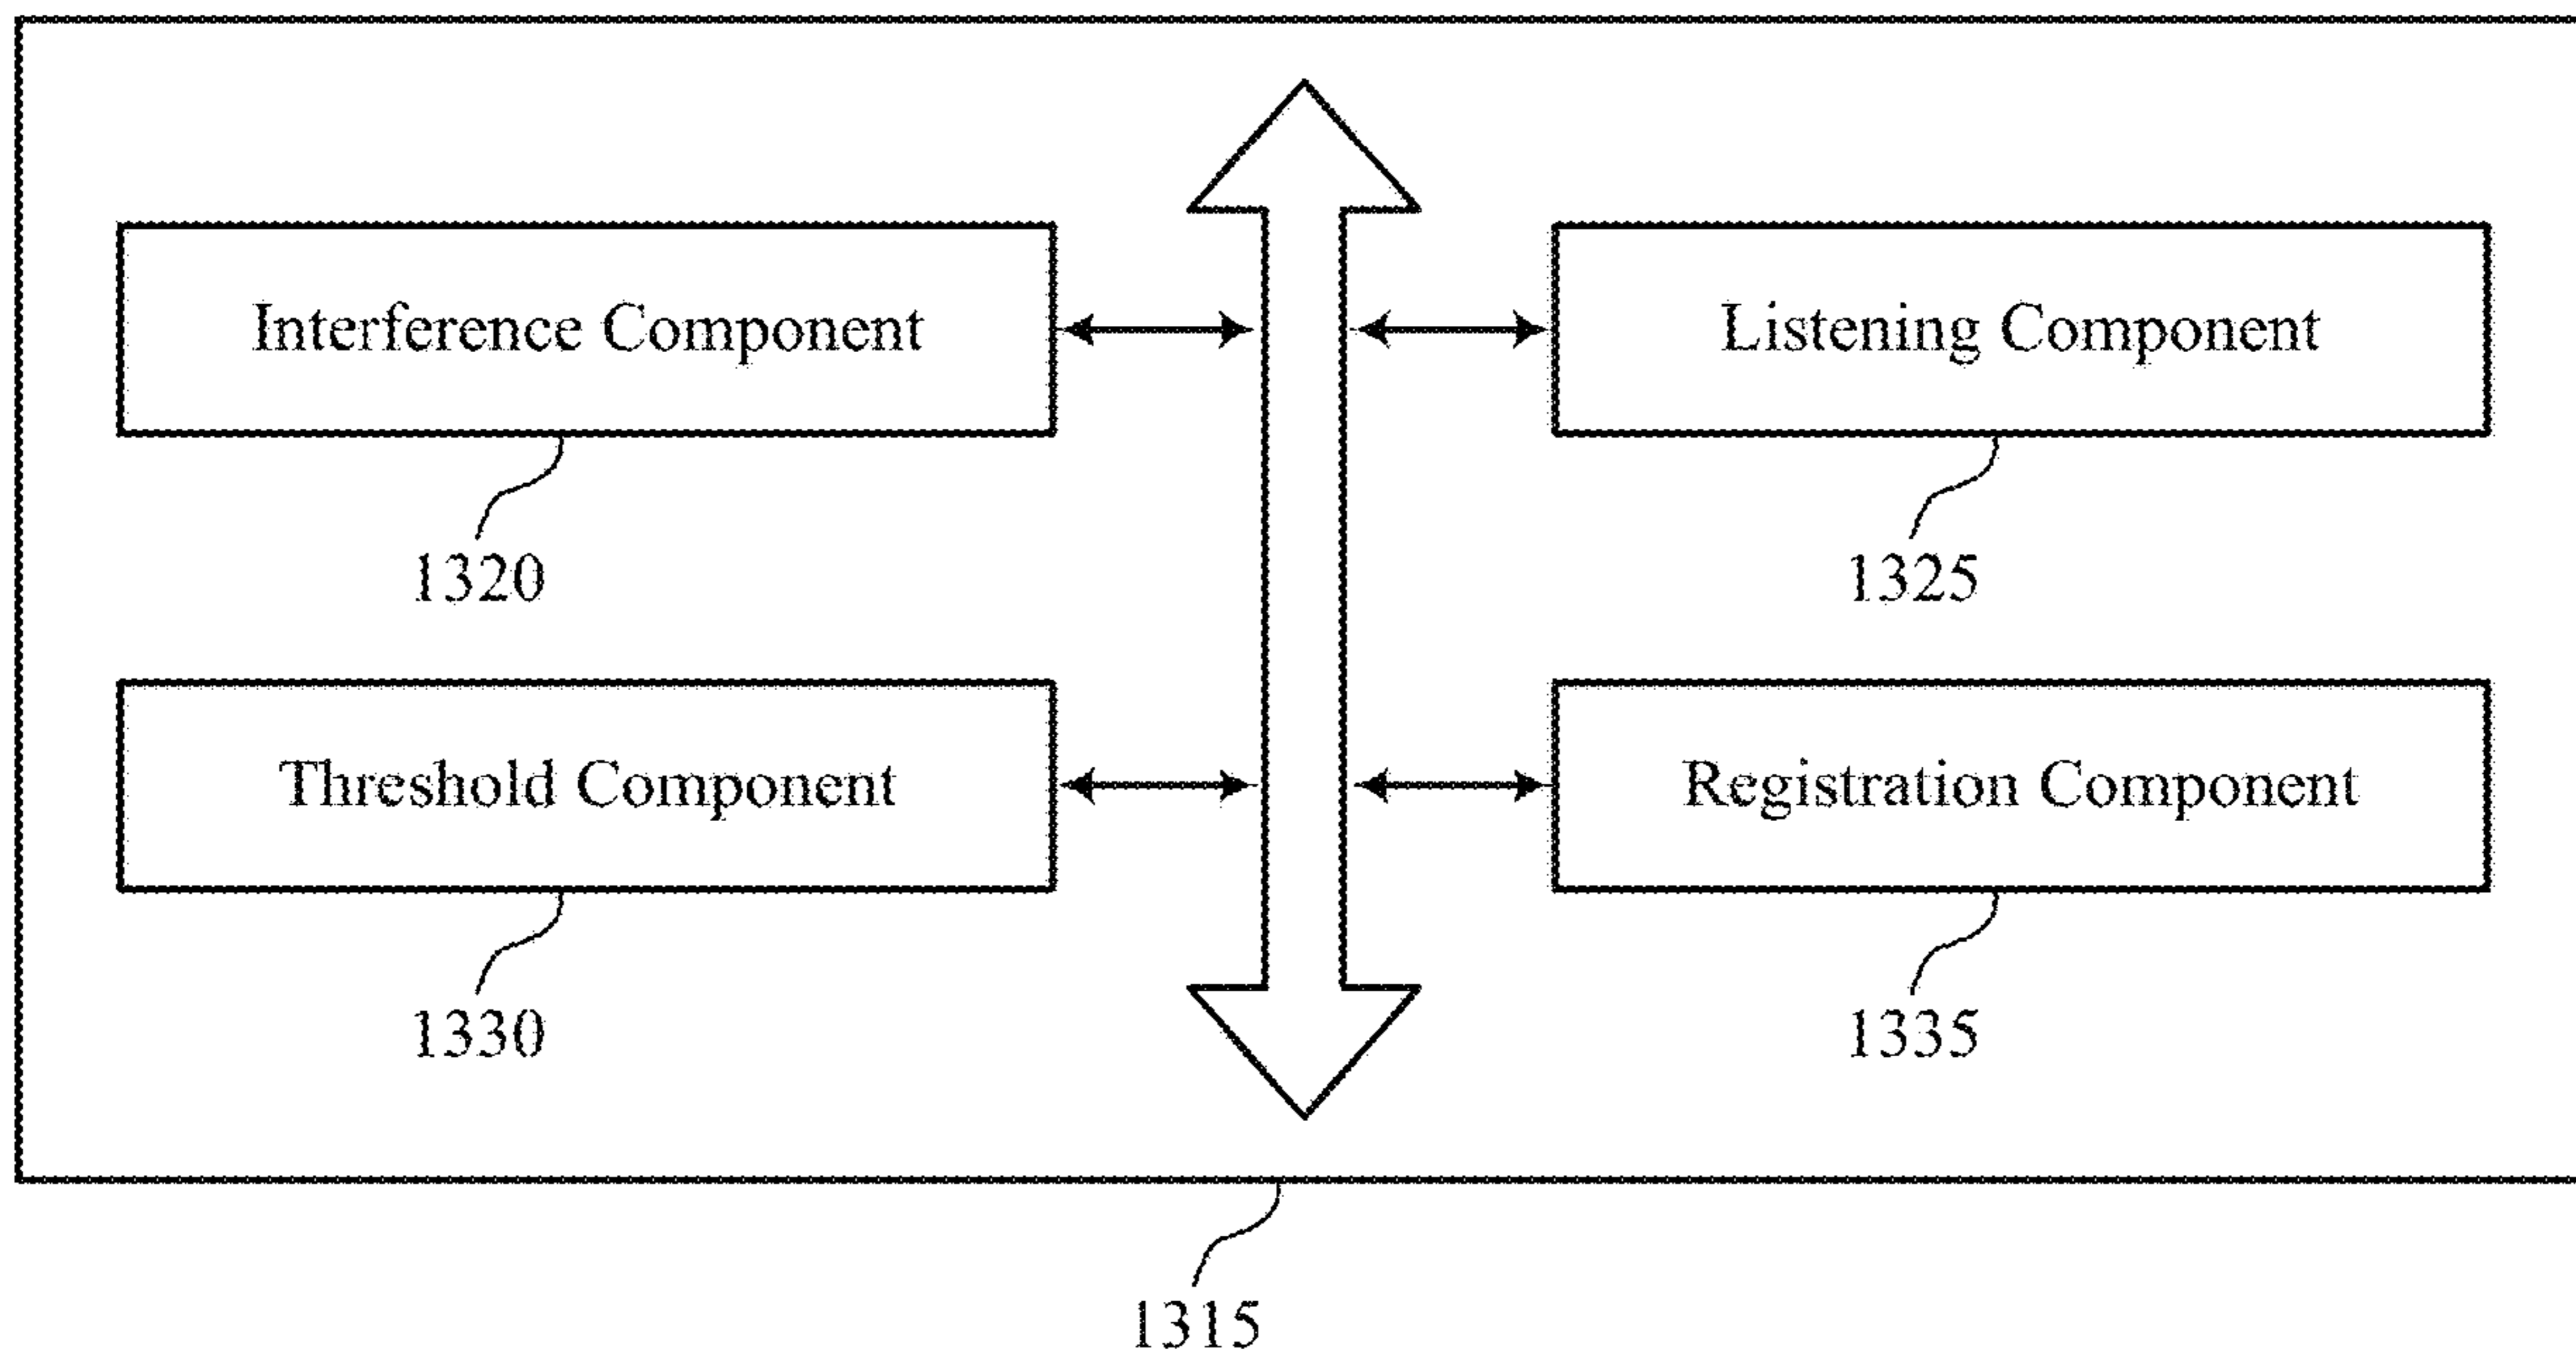 Interference Component
Listening Component
1320
1325
Threshold Component
Registration Component
1330
1335
1315